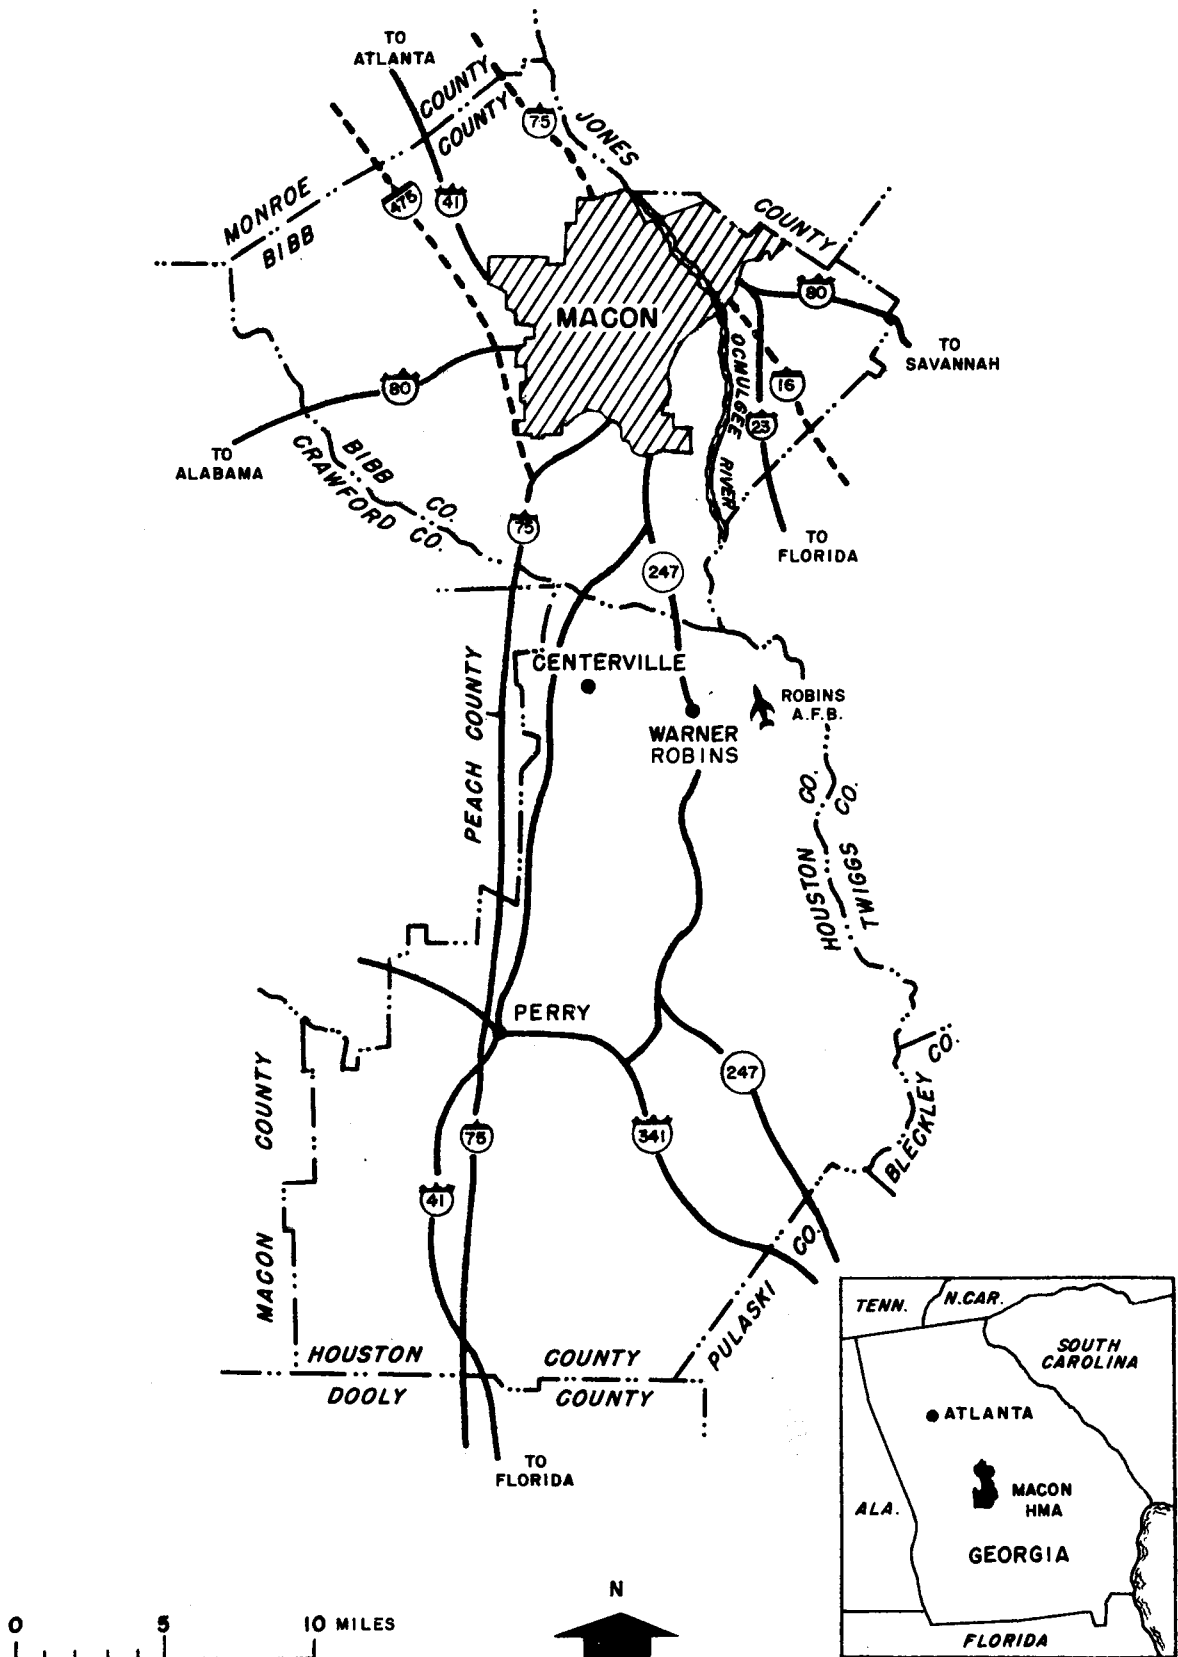 TO
ATLANTA
COUNTY
COUNTY
75
JONES
COUNTY
MONROE
BIBB
475
41
MACON
80
TO
SAVANNAH
80
TO
ALABAMA
16
23
OCMULGEE RIVER
BIBB CO.
CRAWFORD CO.
75
247
TO
FLORIDA
PEACH COUNTY
CENTERVILLE
WARNER
ROBINS
ROBINS
A.F.B.
HOUSTON CO.
TWIGGS CO.
PERRY
MACON COUNTY
247
BLECKLEY CO.
75
341
41
PULASKI CO.
HOUSTON COUNTY
DOOLY COUNTY
TO
FLORIDA
TENN.
N.CAR.
SOUTH
CAROLINA
ATLANTA
MACON
HMA
ALA.
GEORGIA
FLORIDA
N
0 5 10 MILES